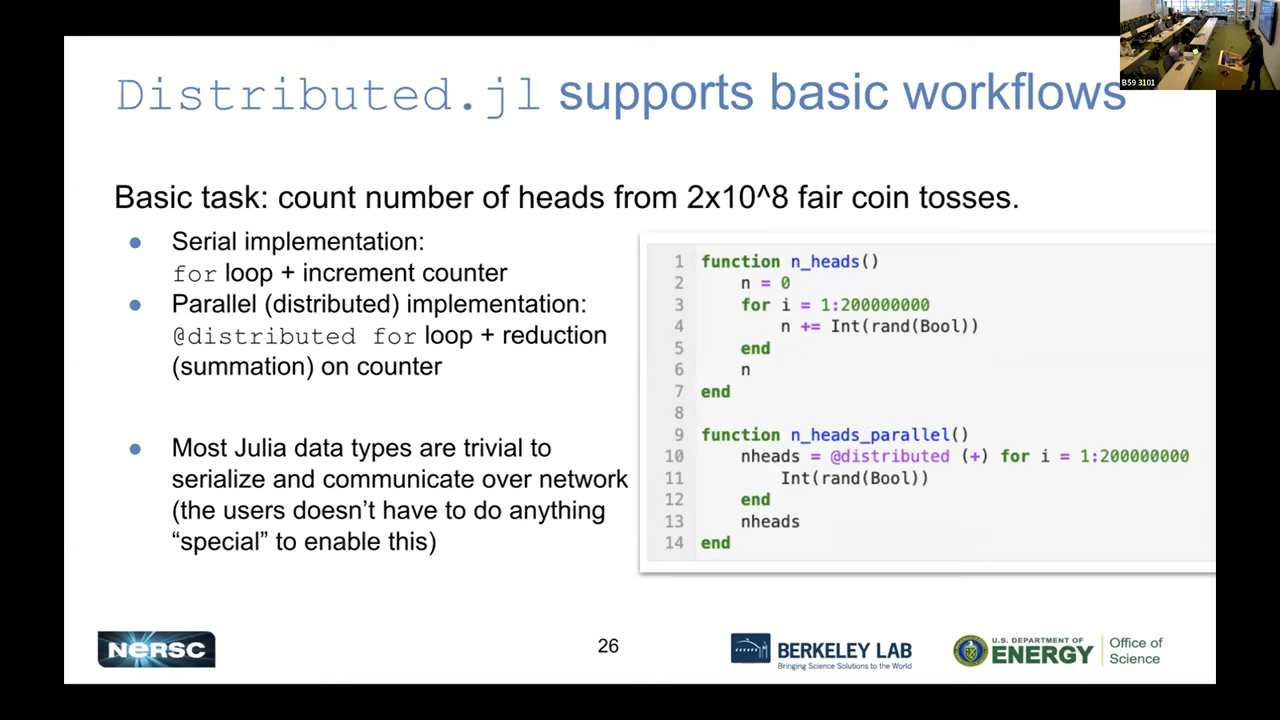 Distributed.jl supports basic workflows
B59 3101
Basic task: count number of heads from 2x10^8 fair coin tosses.
● Serial implementation:
for loop + increment counter
● Parallel (distributed) implementation:
@distributed for loop + reduction
(summation) on counter
● Most Julia data types are trivial to
serialize and communicate over network
(the users doesn't have to do anything
“special” to enable this)
1 function n_heads()
2     n = 0
3     for i = 1:200000000
4         n += Int(rand(Bool))
5     end
6     n
7 end
8
9 function n_heads_parallel()
10     nheads = @distributed (+) for i = 1:200000000
11         Int(rand(Bool))
12     end
13     nheads
14 end
NERSC
26
BERKELEY LAB
Bringing Science Solutions to the World
U.S. DEPARTMENT OF
ENERGY
Office of
Science